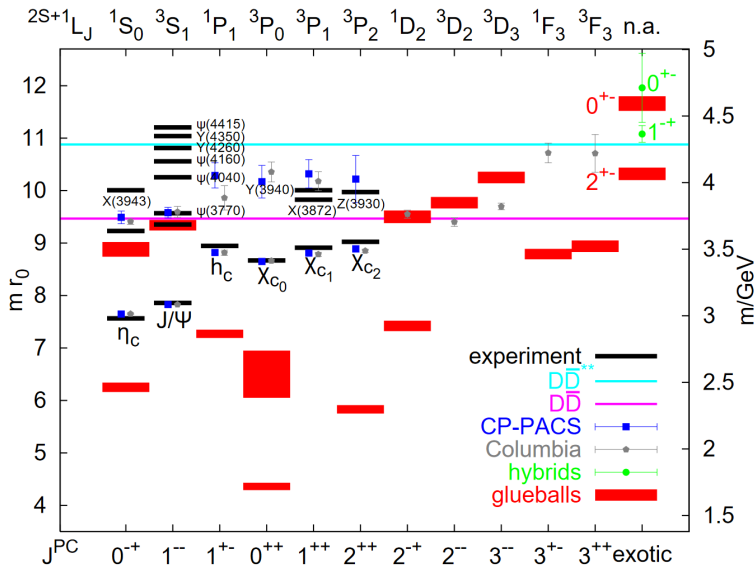 2S+1LJ 1S0 3S1 1P1 3P0 3P1 3P2 1D2 3D2 3D3 1F3 3F3 n.a.
m r0
12
11
10
9
8
7
6
5
4
5
4.5
4
3.5
3
2.5
2
1.5
m/GeV
ψ(4415)
Y(4350)
Y(4260)
ψ(4160)
ψ(4040)
ψ(3770)
X(3943)
Y(3940)
X(3872)
Z(3930)
0+-
0+-
1-+
2+-
ηc
J/Ψ
hc
χc0
χc1
χc2
experiment
DD̅**
DD̅
CP-PACS
Columbia
hybrids
glueballs
JPC 0-+ 1-- 1+- 0++ 1++ 2++ 2-+ 2-- 3-- 3+- 3++ exotic